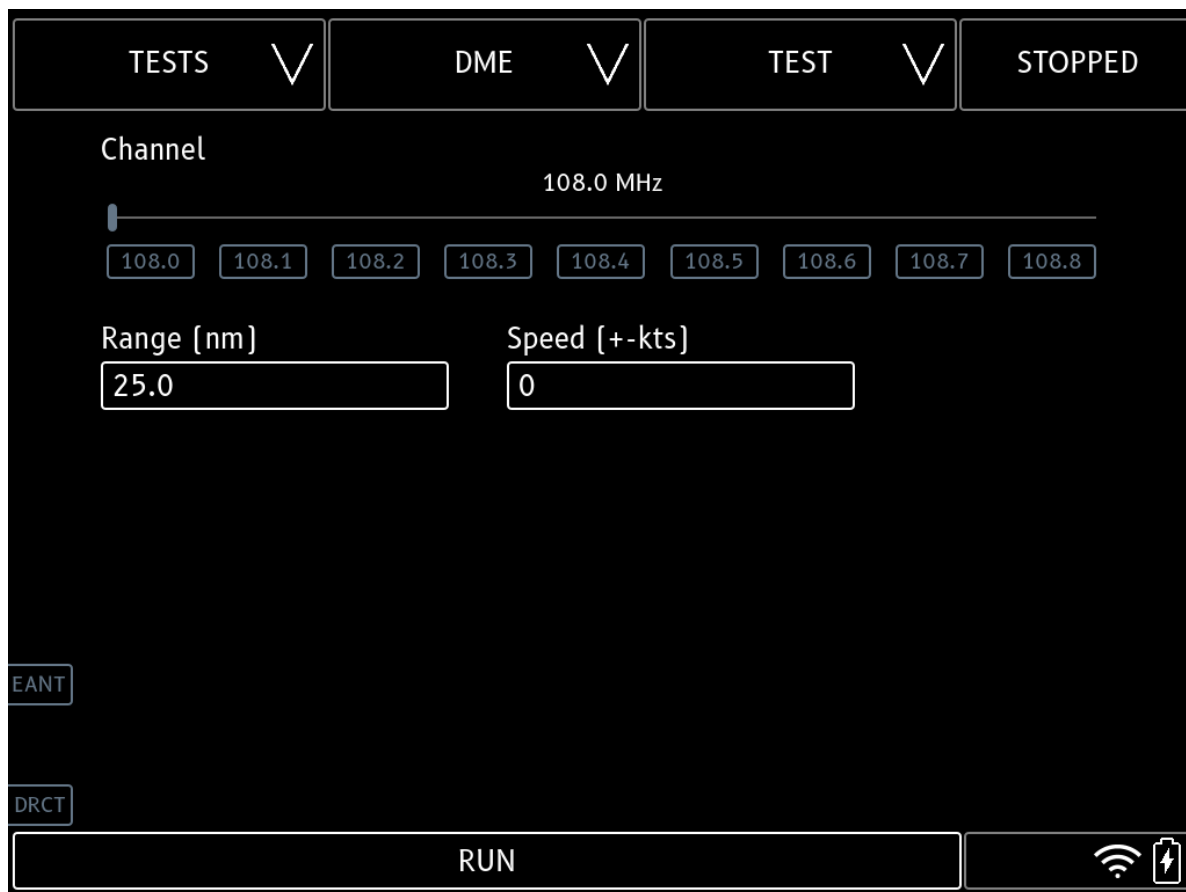 TESTS DME TEST STOPPED
Channel
108.0 MHz
108.0 108.1 108.2 108.3 108.4 108.5 108.6 108.7 108.8
Range (nm) Speed (+-kts)
25.0 0
EANT
DRCT
RUN